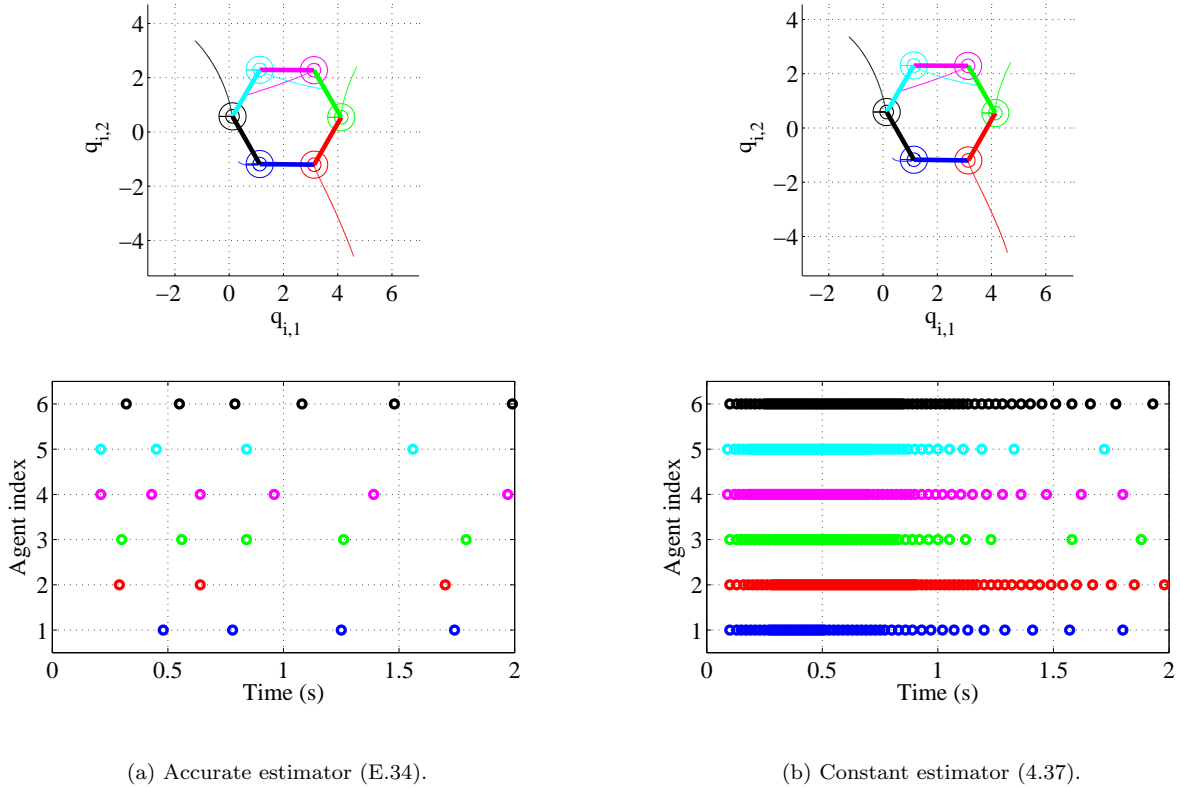 4
2
0
−2
−4
q_{i,2}
−2 0 2 4 6
q_{i,1}
6
5
4
3
2
1
Agent index
0 0.5 1 1.5 2
Time (s)
(a) Accurate estimator (E.34).
4
2
0
−2
−4
q_{i,2}
−2 0 2 4 6
q_{i,1}
6
5
4
3
2
1
Agent index
0 0.5 1 1.5 2
Time (s)
(b) Constant estimator (4.37).